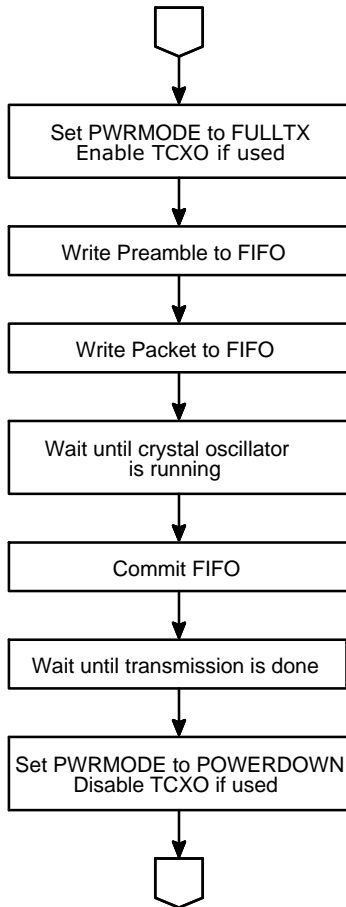 Set PWRMODE to FULLTX
Enable TCXO if used
Write Preamble to FIFO
Write Packet to FIFO
Wait until crystal oscillator
is running
Commit FIFO
Wait until transmission is done
Set PWRMODE to POWERDOWN
Disable TCXO if used